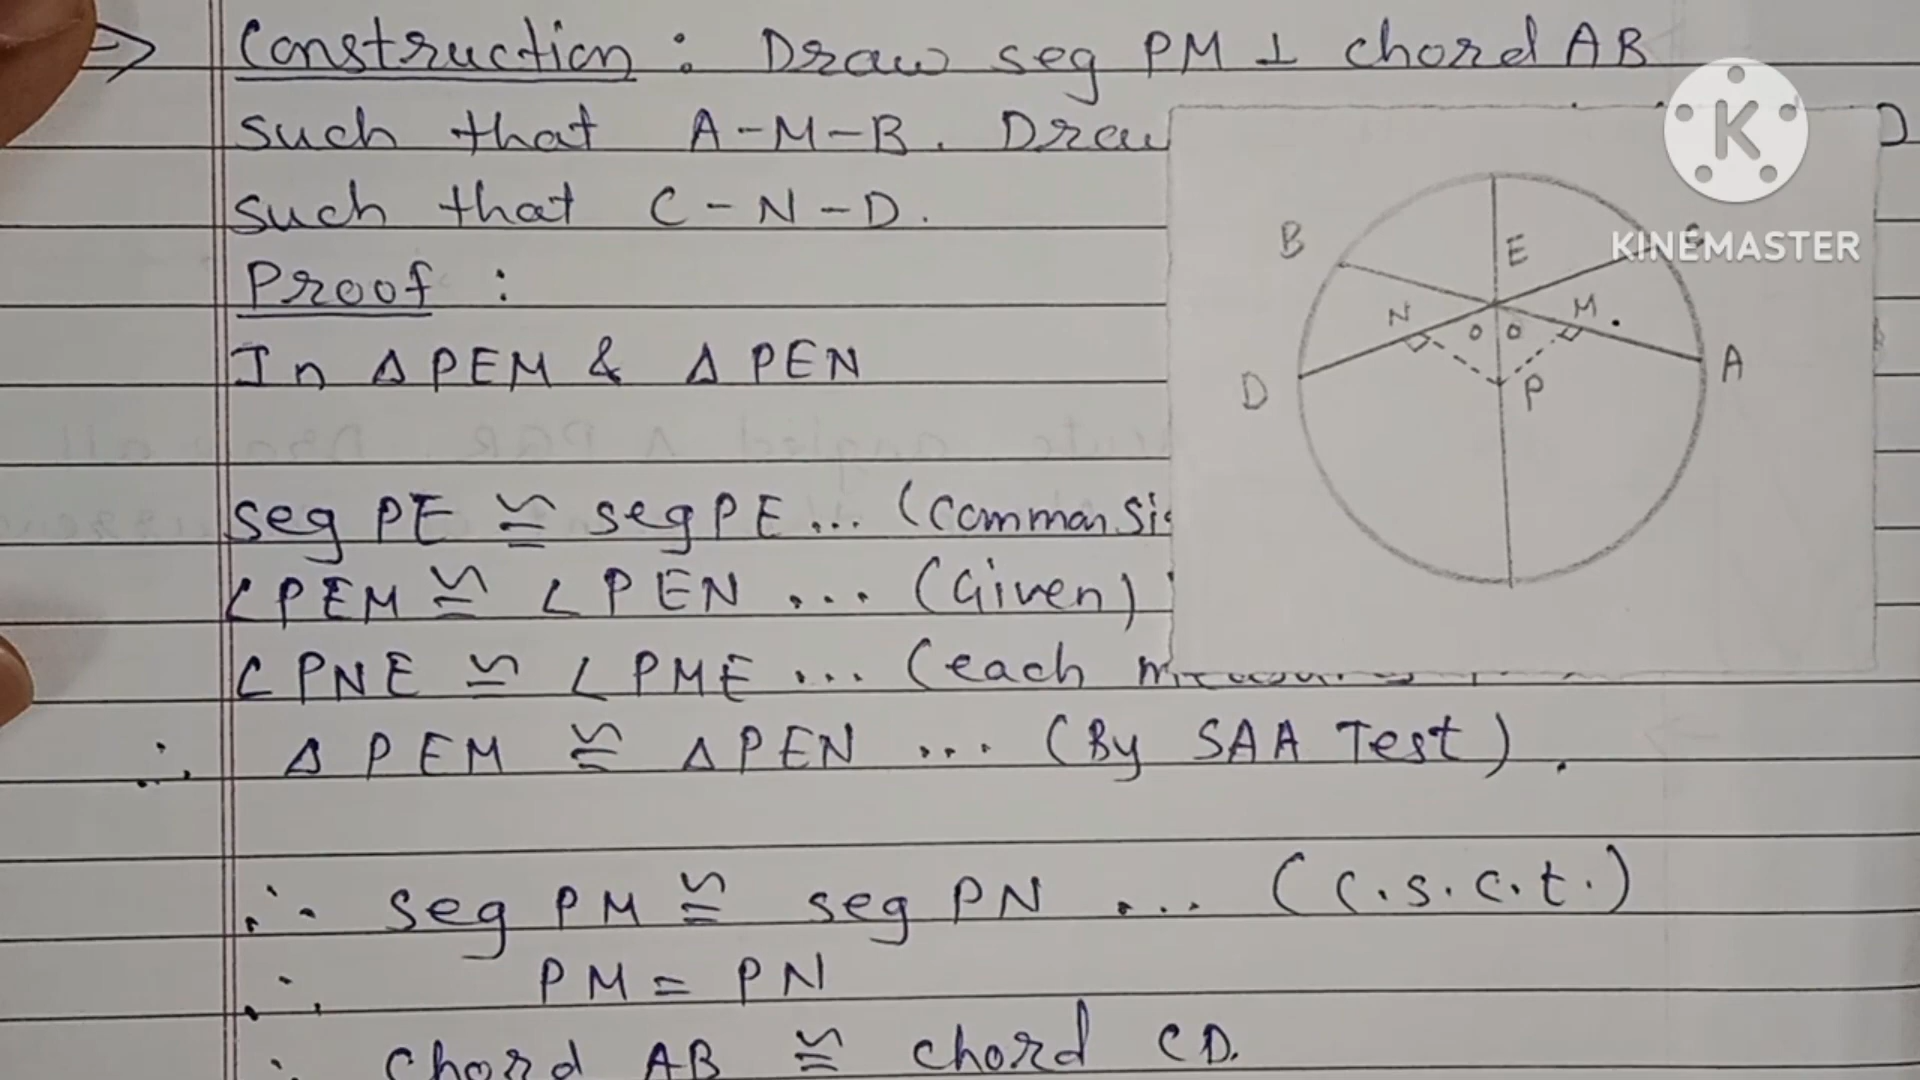 ⇒ Construction : Draw seg PM ⊥ chord AB
such that A-M-B. Draw D
such that C-N-D.
Proof :
In Δ PEM & Δ PEN
seg PE ≅ seg PE ... (Comman
∠PEM ≅ ∠PEN ... (Given)
∠PNE ≅ ∠PME ... (each
∴ Δ PEM ≅ Δ PEN ... (By SAA Test).
∴ seg PM ≅ seg PN ... (C.S.C.t.)
∴ PM = PN
∴ chord AB ≅ chord CD.
K
KINEMASTER
B
E
N
M
D
A
P